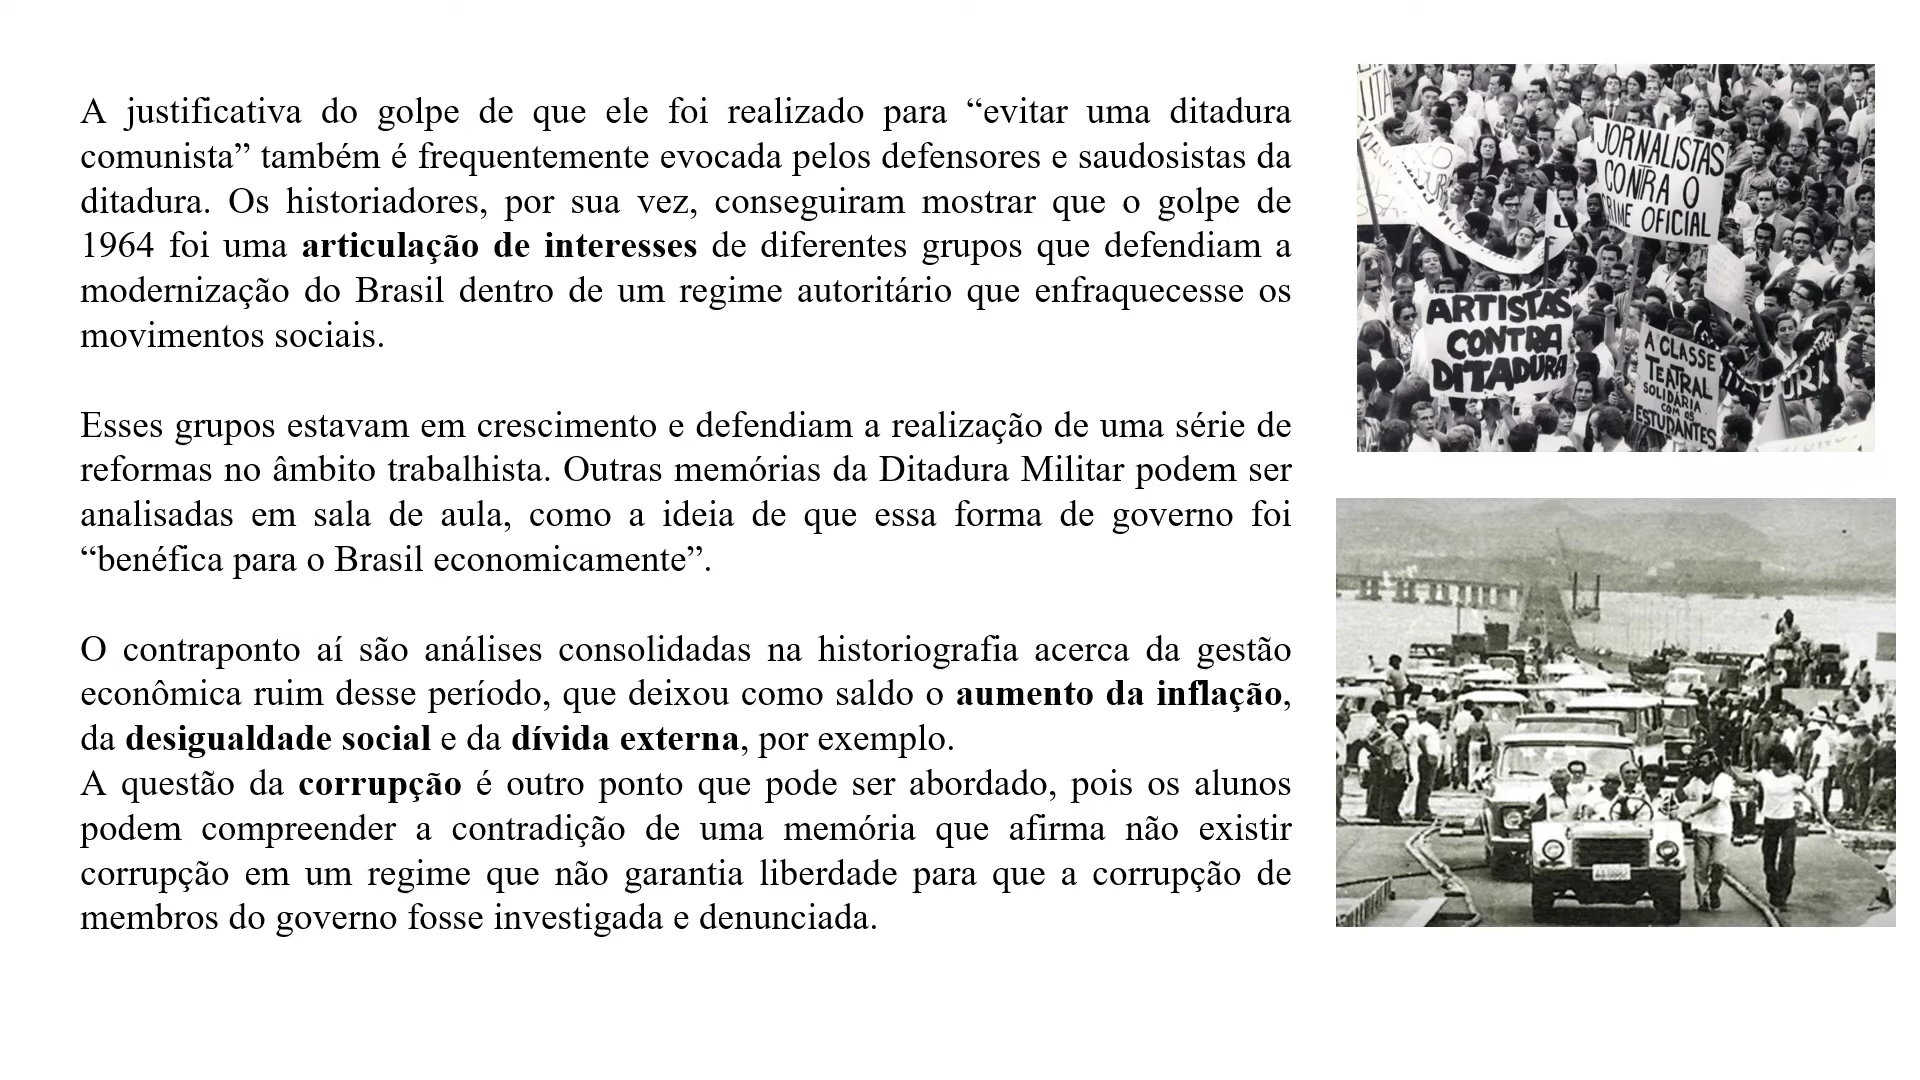 A justificativa do golpe de que ele foi realizado para “evitar uma ditadura
comunista” também é frequentemente evocada pelos defensores e saudosistas da
ditadura. Os historiadores, por sua vez, conseguiram mostrar que o golpe de
1964 foi uma articulação de interesses de diferentes grupos que defendiam a
modernização do Brasil dentro de um regime autoritário que enfraquecesse os
movimentos sociais.
Esses grupos estavam em crescimento e defendiam a realização de uma série de
reformas no âmbito trabalhista. Outras memórias da Ditadura Militar podem ser
analisadas em sala de aula, como a ideia de que essa forma de governo foi
“benéfica para o Brasil economicamente”.
O contraponto aí são análises consolidadas na historiografia acerca da gestão
econômica ruim desse período, que deixou como saldo o aumento da inflação,
da desigualdade social e da dívida externa, por exemplo.
A questão da corrupção é outro ponto que pode ser abordado, pois os alunos
podem compreender a contradição de uma memória que afirma não existir
corrupção em um regime que não garantia liberdade para que a corrupção de
membros do governo fosse investigada e denunciada.
JORNALISTAS
CONTRA O
CRIME OFICIAL
ARTISTAS
CONTRA
DITADURA
A CLASSE
TEATRAL
SOLIDÁRIA
COM OS
ESTUDANTES